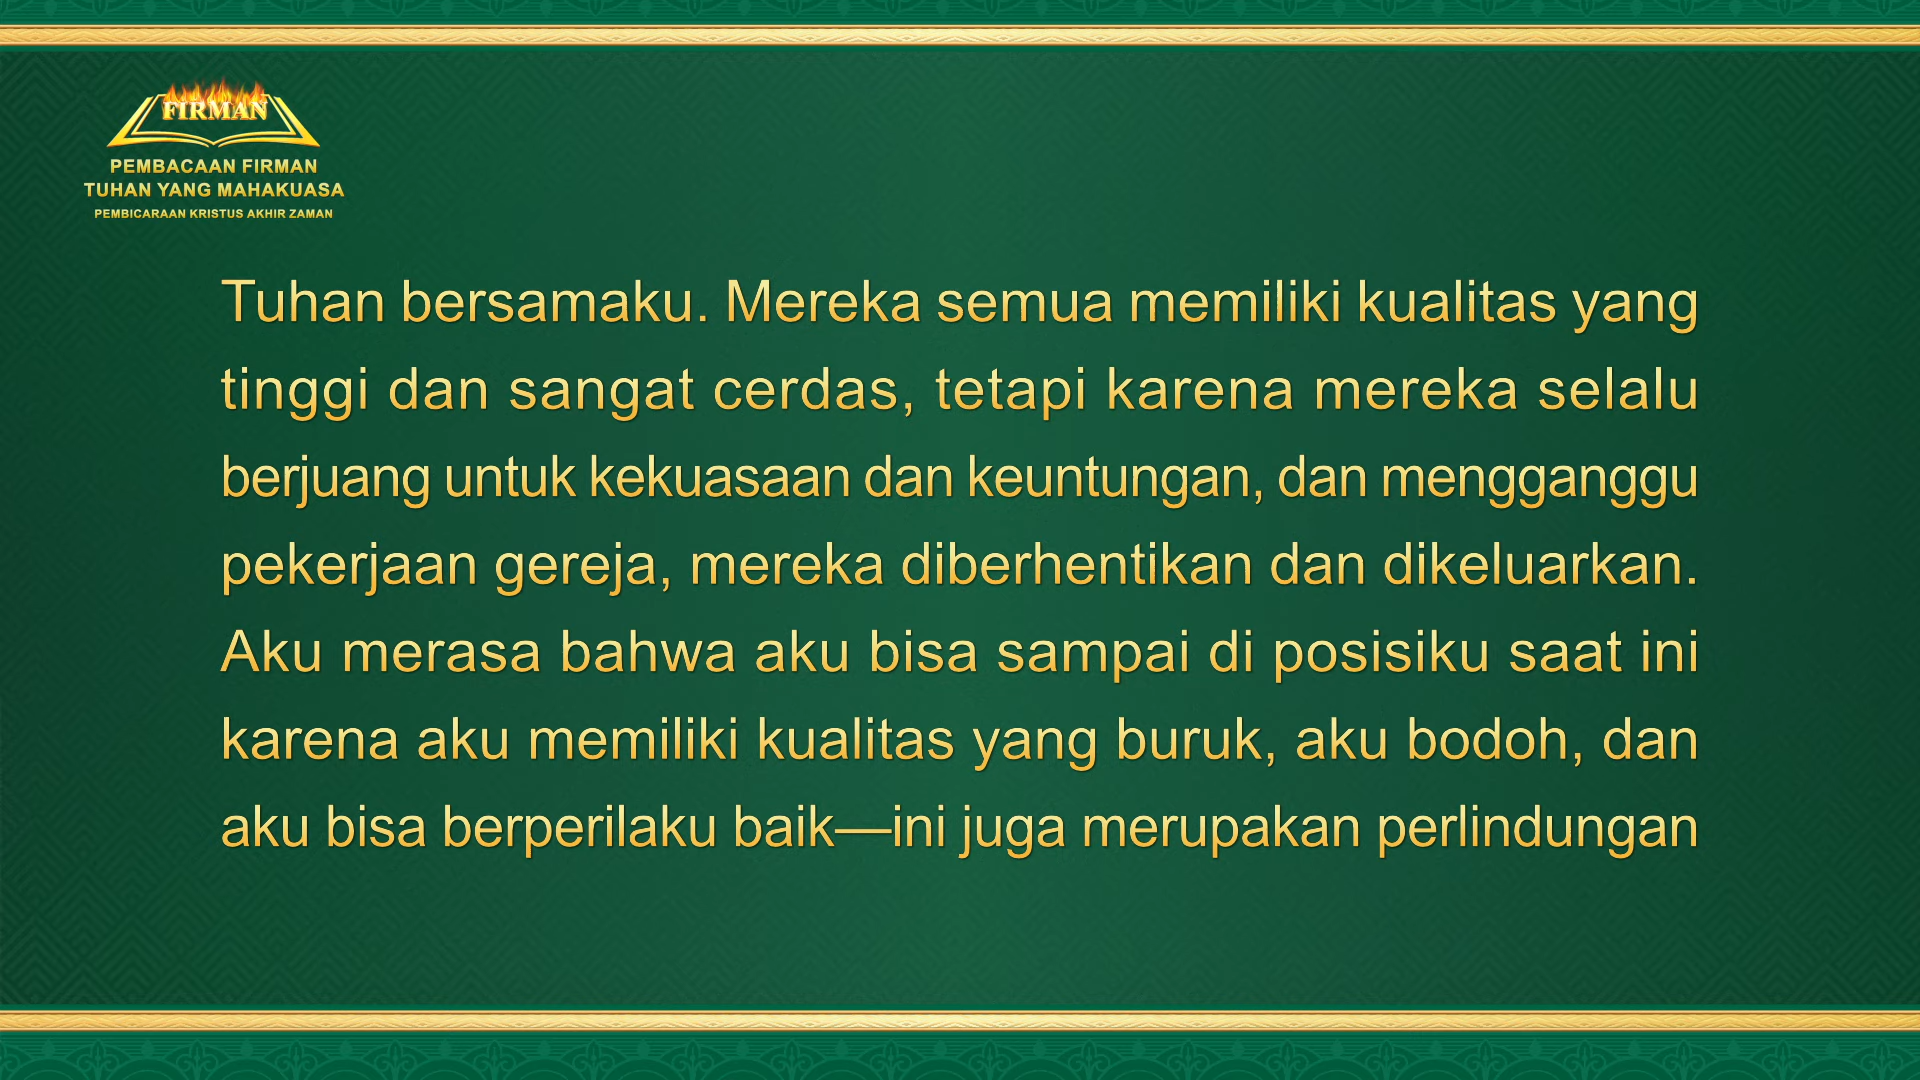 FIRMAN
PEMBACAAN FIRMAN
TUHAN YANG MAHAKUASA
PEMBICARAAN KRISTUS AKHIR ZAMAN
Tuhan bersamaku. Mereka semua memiliki kualitas yang
tinggi dan sangat cerdas, tetapi karena mereka selalu
berjuang untuk kekuasaan dan keuntungan, dan mengganggu
pekerjaan gereja, mereka diberhentikan dan dikeluarkan.
Aku merasa bahwa aku bisa sampai di posisiku saat ini
karena aku memiliki kualitas yang buruk, aku bodoh, dan
aku bisa berperilaku baik—ini juga merupakan perlindungan